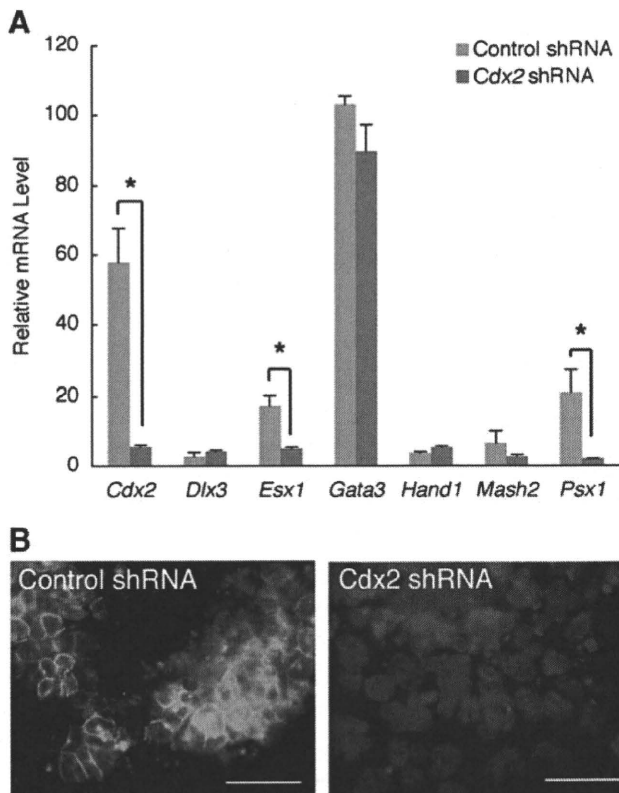 A
120
100
80
60
40
20
0
Relative mRNA Level
Control shRNA
Cdx2 shRNA
*
*
*
Cdx2 Dlx3 Esx1 Gata3 Hand1 Mash2 Psx1
B
Control shRNA
Cdx2 shRNA